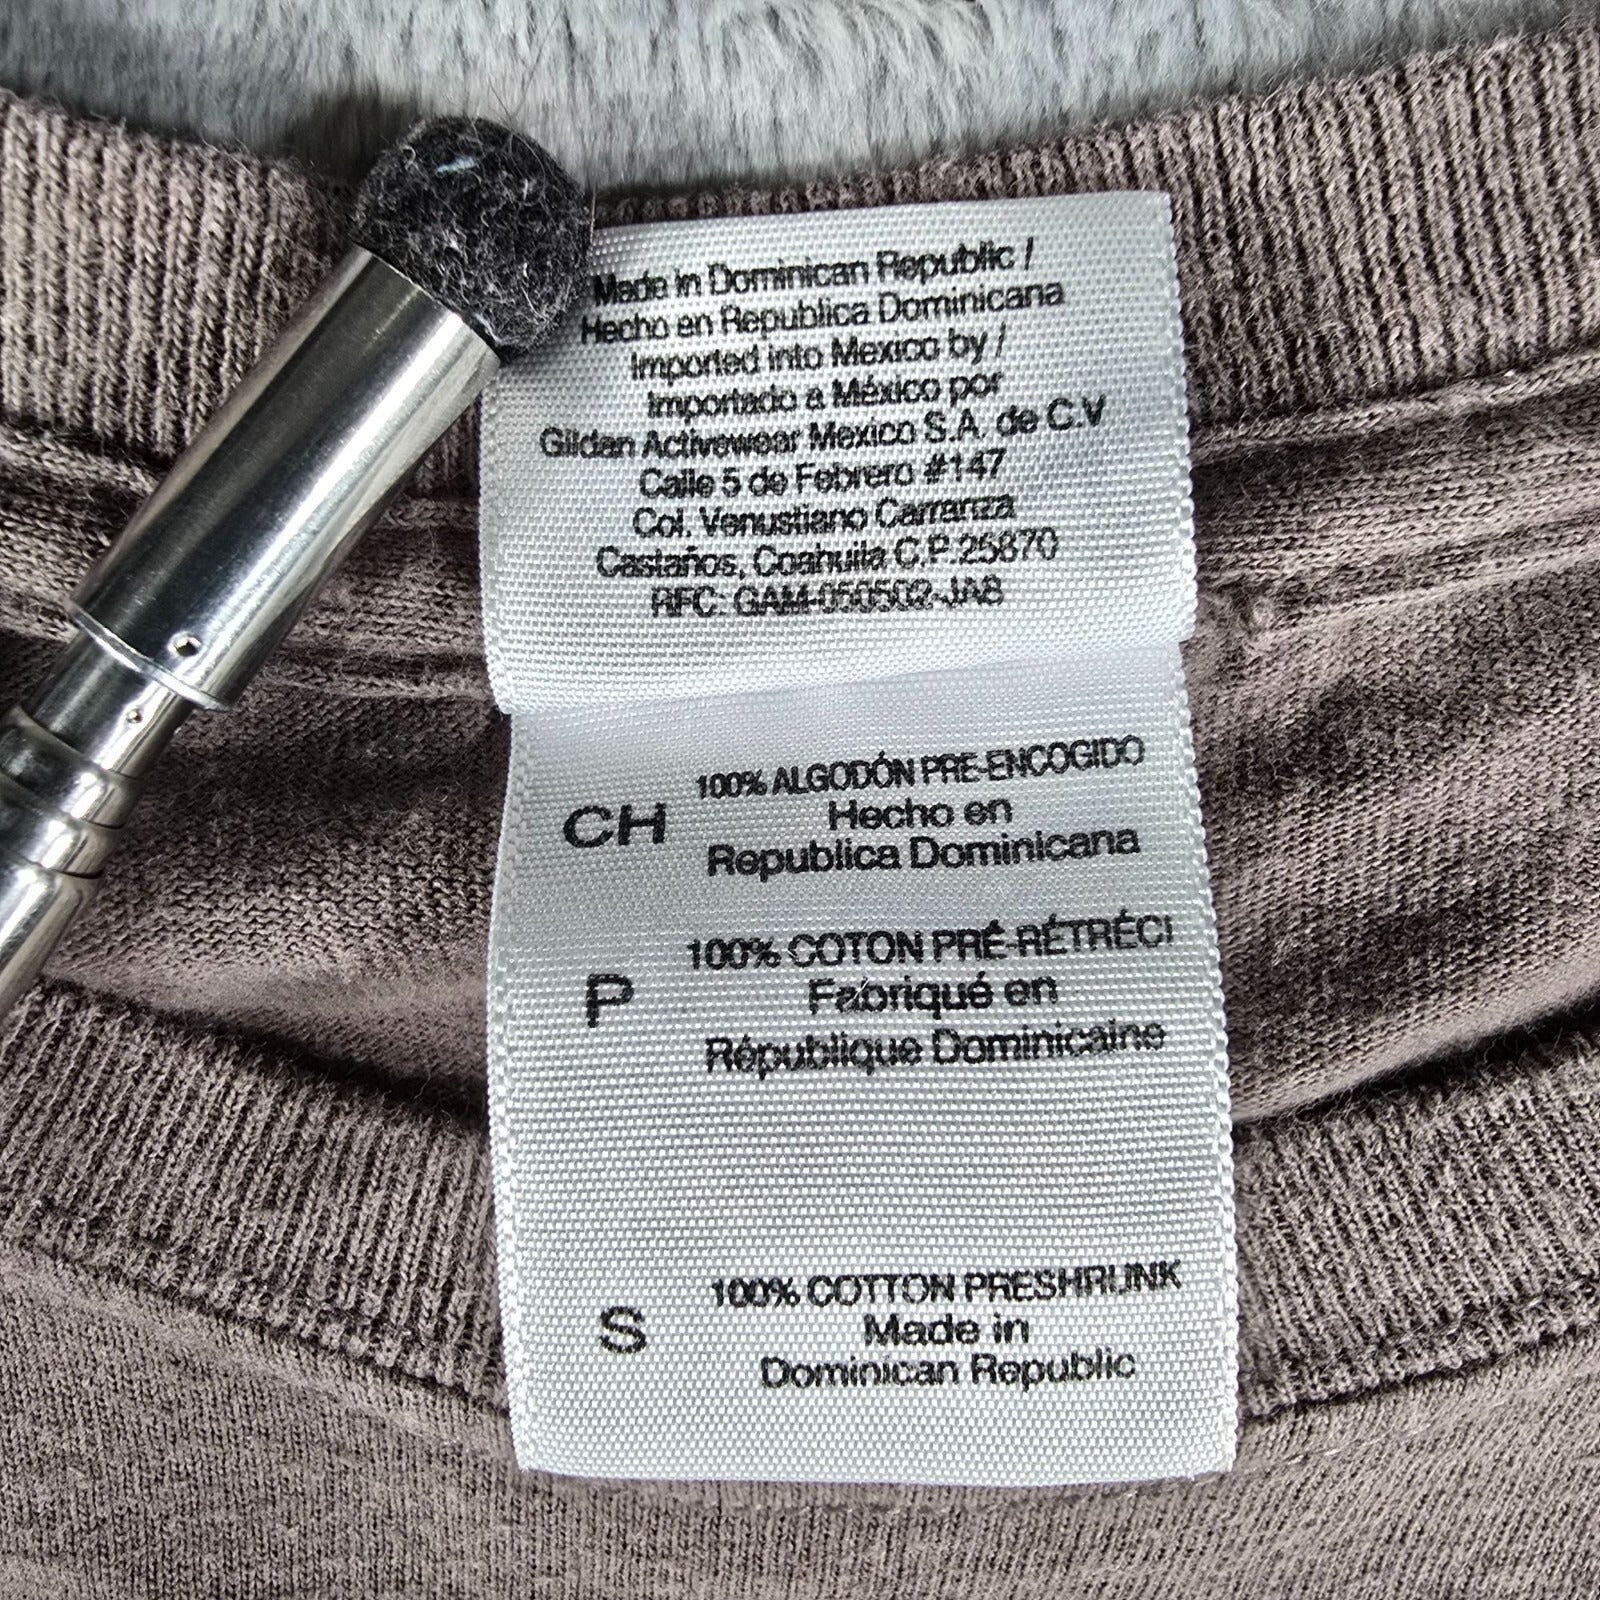 Made in Dominican Republic /
Hecho en Republica Dominicana
Imported into Mexico by /
Importado a México por
Gildan Activewear Mexico S.A. de C.V
Calle 5 de Febrero #147
Col. Venustiano Carranza
Castaños, Coahuila C.P. 25870
RFC: GAM-050502-JA8
CH
100% ALGODÓN PRE-ENCOGIDO
Hecho en
Republica Dominicana
P
100% COTON PRÉ-RÉTRÉCI
Fabriqué en
République Dominicaine
S
100% COTTON PRESHRUNK
Made in
Dominican Republic